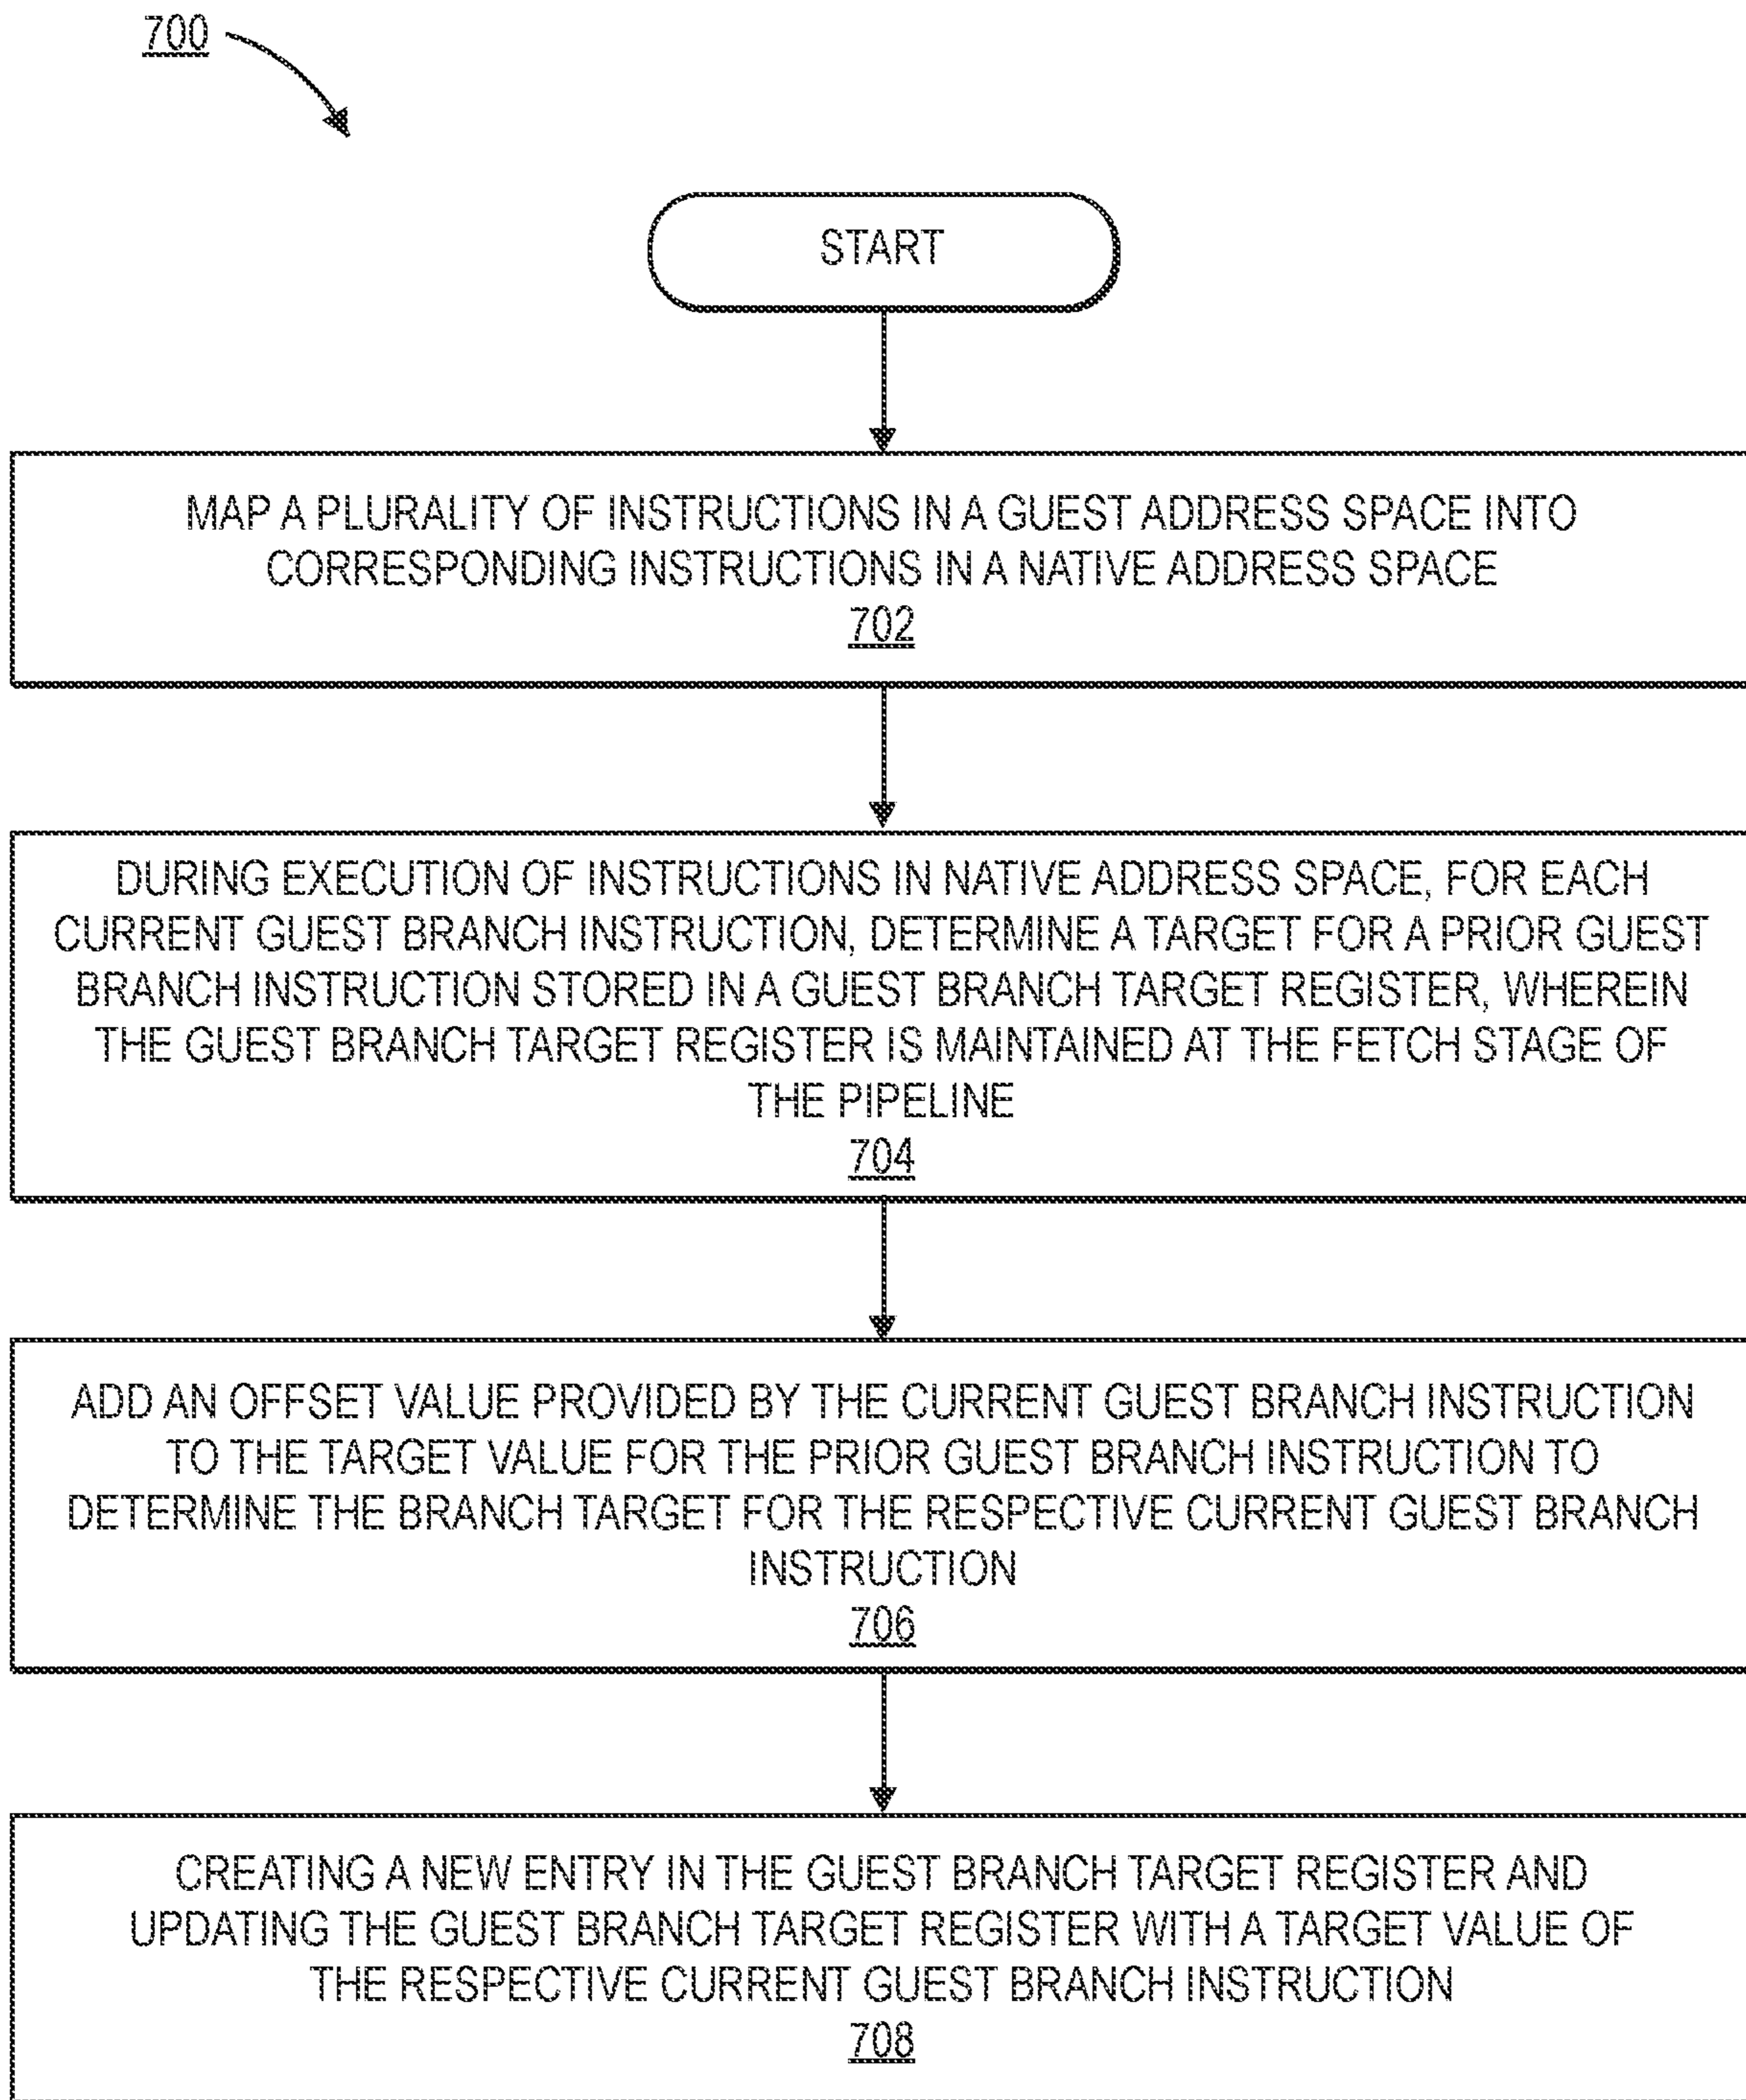 700
START
MAP A PLURALITY OF INSTRUCTIONS IN A GUEST ADDRESS SPACE INTO
CORRESPONDING INSTRUCTIONS IN A NATIVE ADDRESS SPACE
702
DURING EXECUTION OF INSTRUCTIONS IN NATIVE ADDRESS SPACE, FOR EACH
CURRENT GUEST BRANCH INSTRUCTION, DETERMINE A TARGET FOR A PRIOR GUEST
BRANCH INSTRUCTION STORED IN A GUEST BRANCH TARGET REGISTER, WHEREIN
THE GUEST BRANCH TARGET REGISTER IS MAINTAINED AT THE FETCH STAGE OF
THE PIPELINE
704
ADD AN OFFSET VALUE PROVIDED BY THE CURRENT GUEST BRANCH INSTRUCTION
TO THE TARGET VALUE FOR THE PRIOR GUEST BRANCH INSTRUCTION TO
DETERMINE THE BRANCH TARGET FOR THE RESPECTIVE CURRENT GUEST BRANCH
INSTRUCTION
706
CREATING A NEW ENTRY IN THE GUEST BRANCH TARGET REGISTER AND
UPDATING THE GUEST BRANCH TARGET REGISTER WITH A TARGET VALUE OF
THE RESPECTIVE CURRENT GUEST BRANCH INSTRUCTION
708